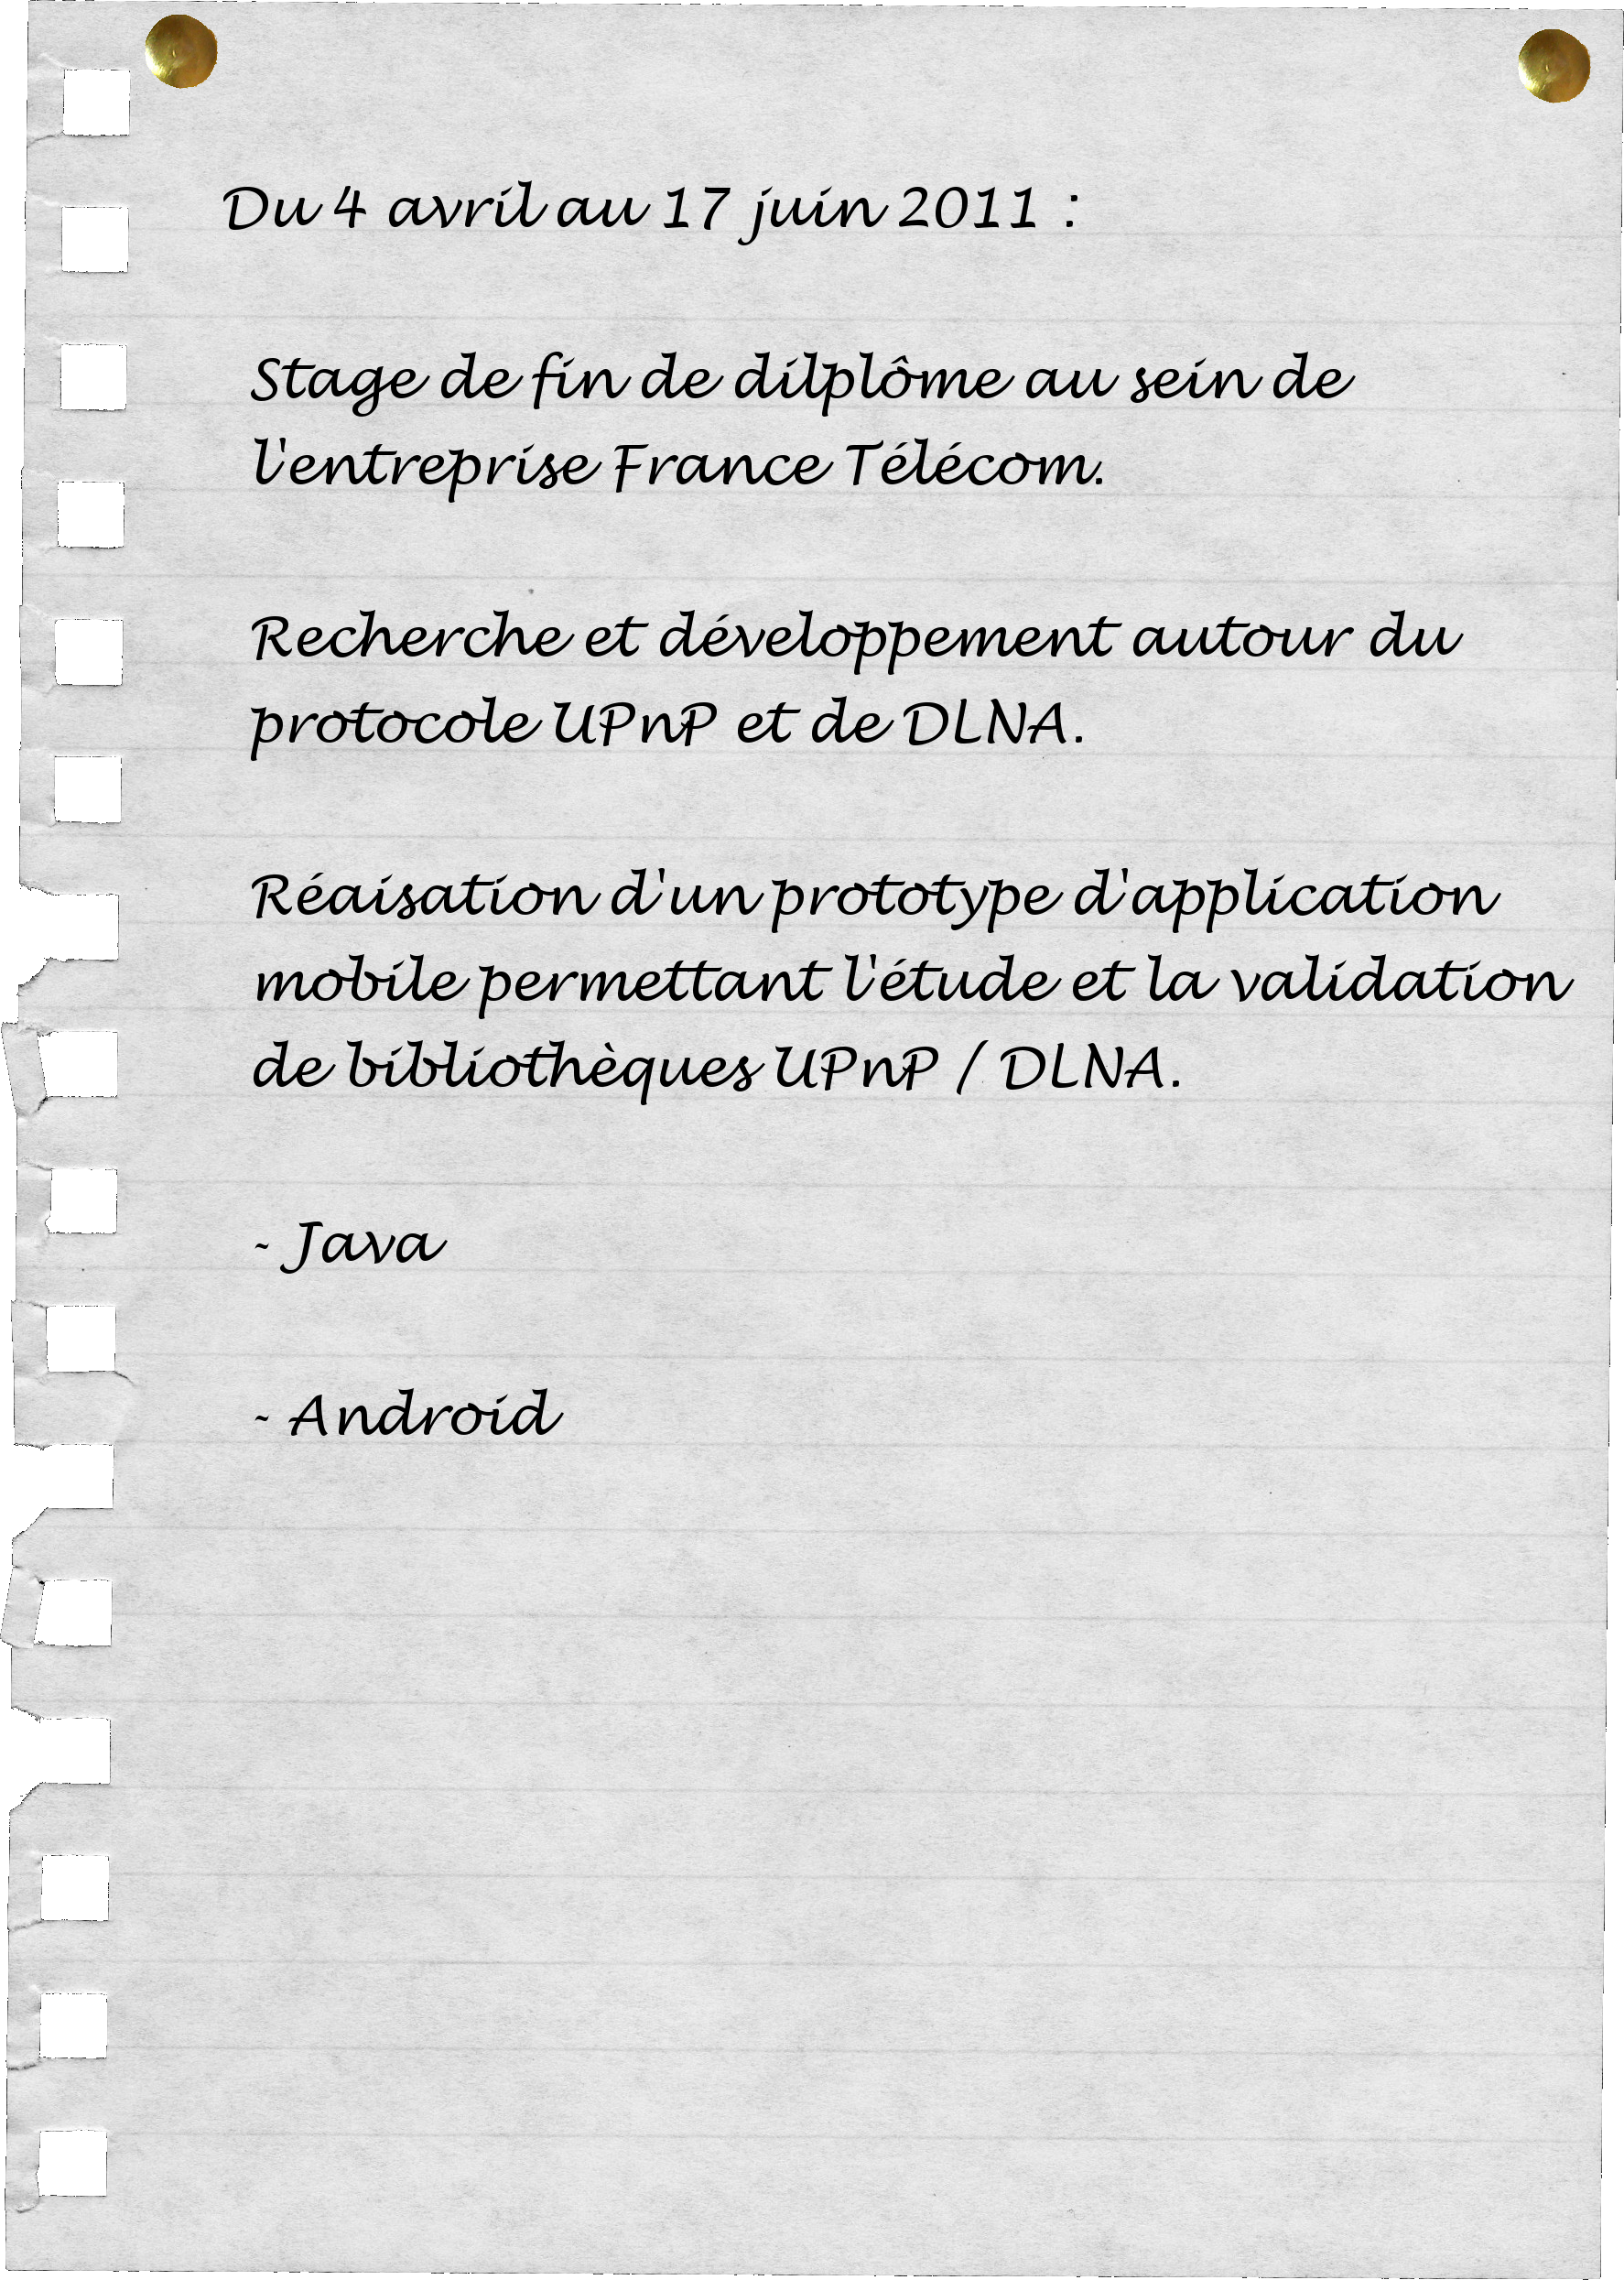 Du 4 avril au 17 juin 2011 :
Stage de fin de dilplôme au sein de
l'entreprise France Télécom.
Recherche et développement autour du
protocole UPnP et de DLNA.
Réaisation d'un prototype d'application
mobile permettant l'étude et la validation
de bibliothèques UPnP / DLNA.
- Java
- Android